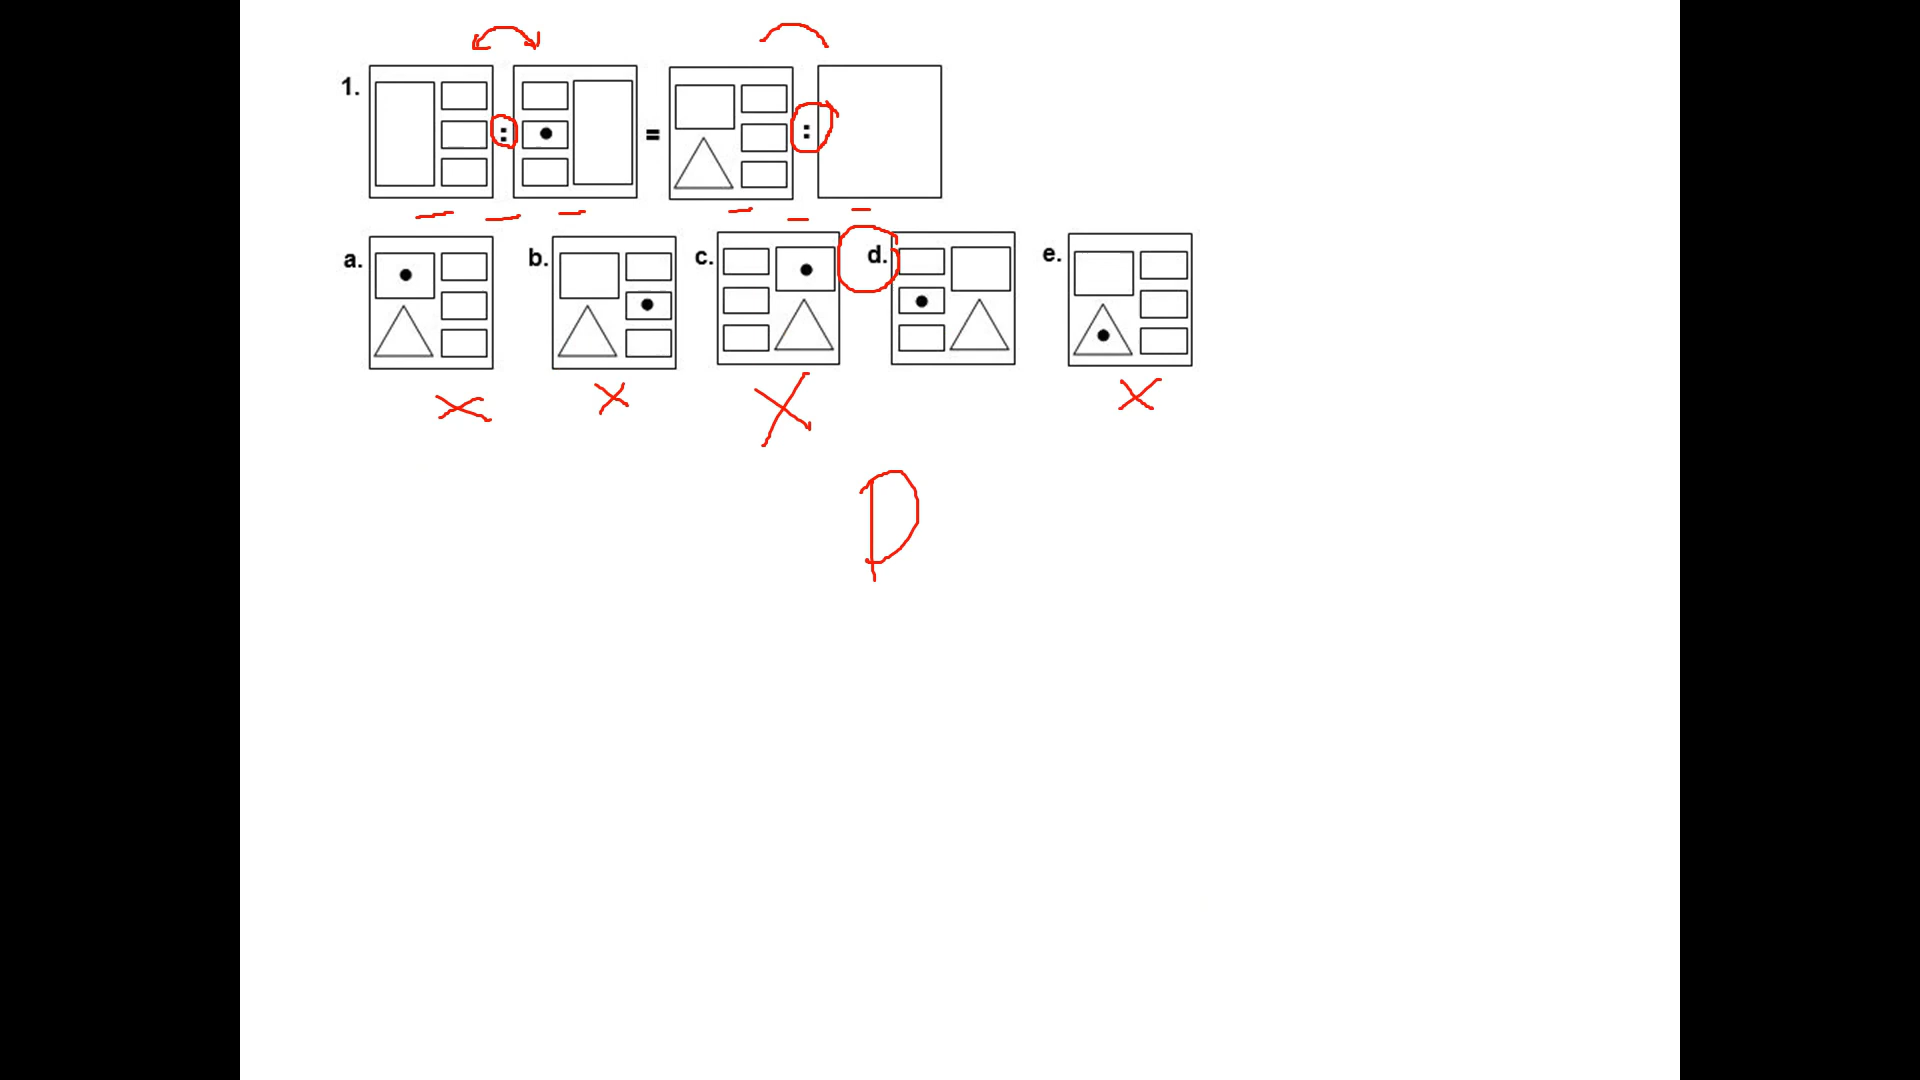 1. : = :
a. b. c. d. e.
D